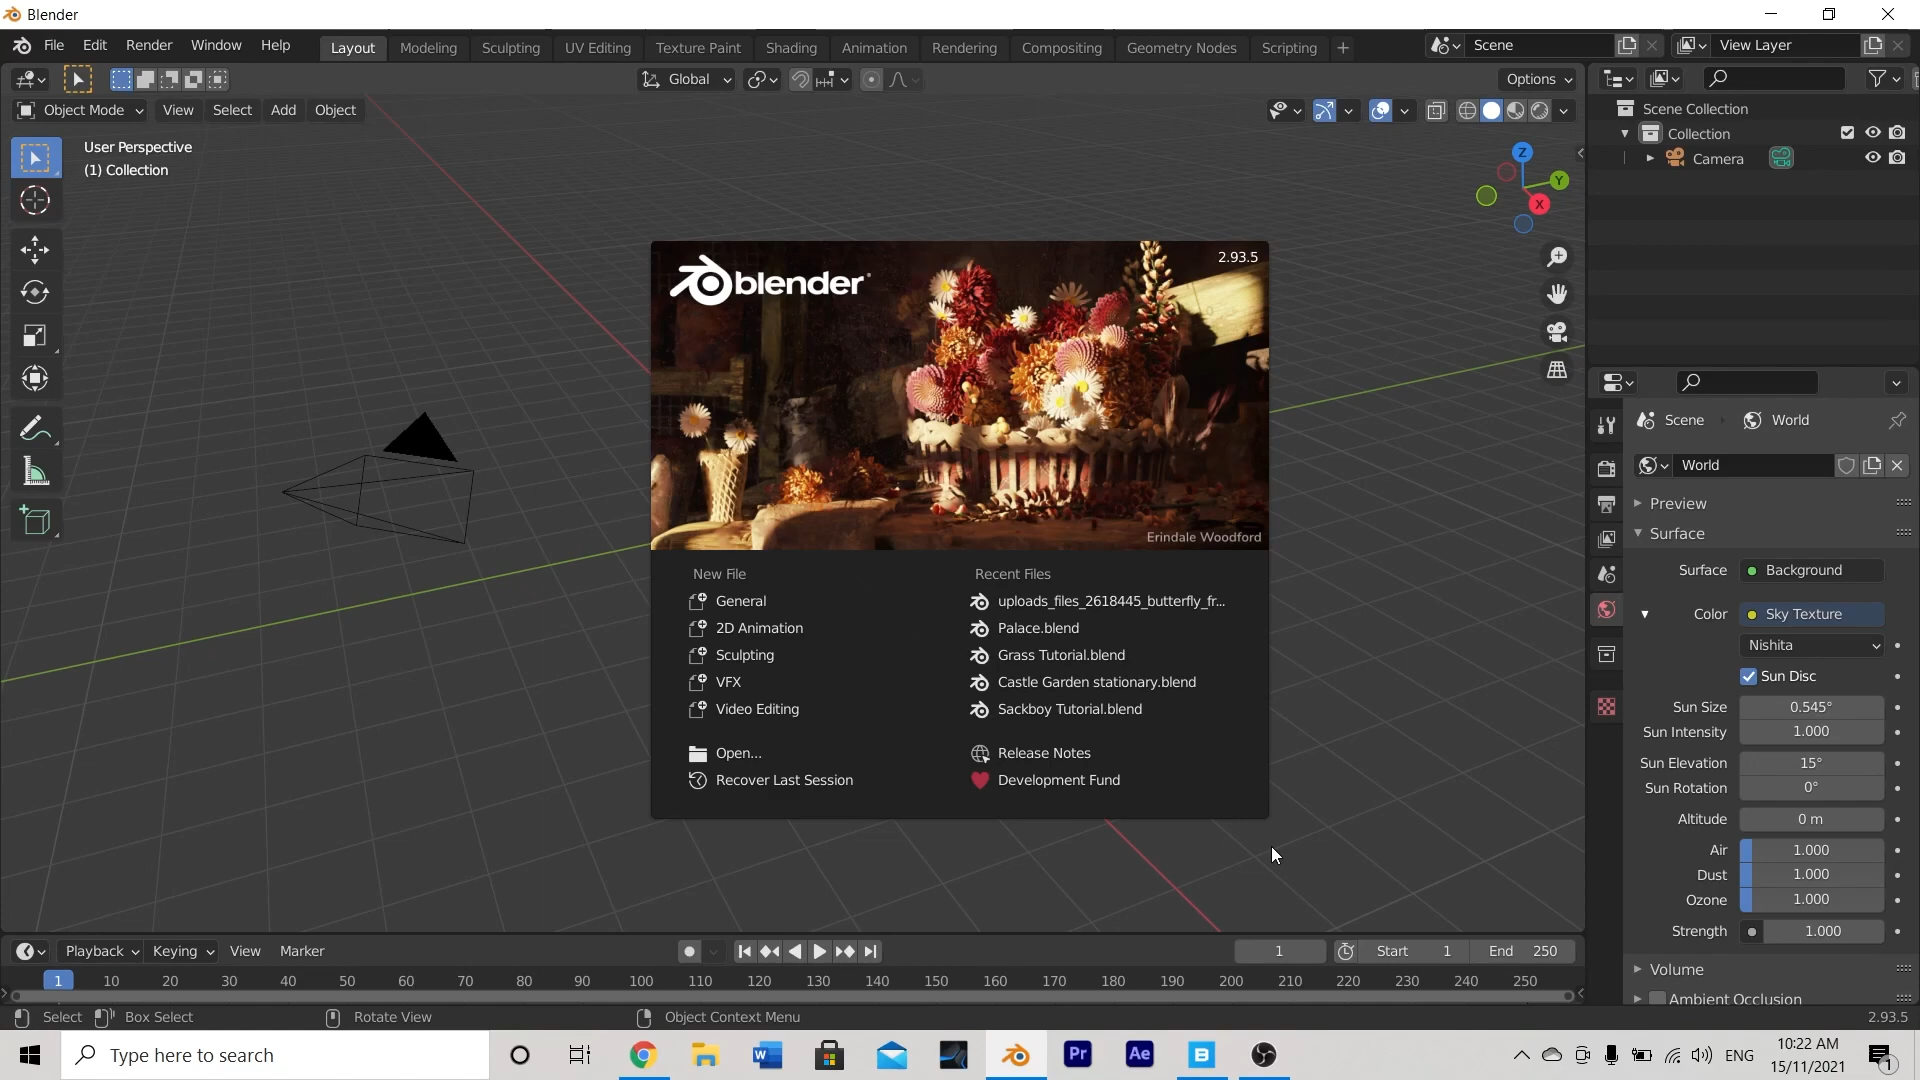 Blender
File Edit Render Window Help Layout Modeling Sculpting UV Editing Texture Paint Shading Animation Rendering Compositing Geometry Nodes Scripting + Scene View Layer
Global Options
Object Mode View Select Add Object
User Perspective
(1) Collection
Z
Y
X
Scene Collection
Collection
Camera
blender
2.93.5
Erindale Woodford
New File
General
2D Animation
Sculpting
VFX
Video Editing
Open...
Recover Last Session
Recent Files
uploads_files_2618445_butterfly_fr...
Palace.blend
Grass Tutorial.blend
Castle Garden stationary.blend
Sackboy Tutorial.blend
Release Notes
Development Fund
Scene World
World
Preview
Surface
Surface Background
Color Sky Texture
Nishita
Sun Disc
Sun Size 0.545°
Sun Intensity 1.000
Sun Elevation 15°
Sun Rotation 0°
Altitude 0 m
Air 1.000
Dust 1.000
Ozone 1.000
Strength 1.000
Volume
Ambient Occlusion
Playback Keying View Marker 1 Start 1 End 250
1 10 20 30 40 50 60 70 80 90 100 110 120 130 140 150 160 170 180 190 200 210 220 230 240 250
Select Box Select Rotate View Object Context Menu 2.93.5
Type here to search
W
Pr
Ae
B
ENG
10:22 AM
15/11/2021
1